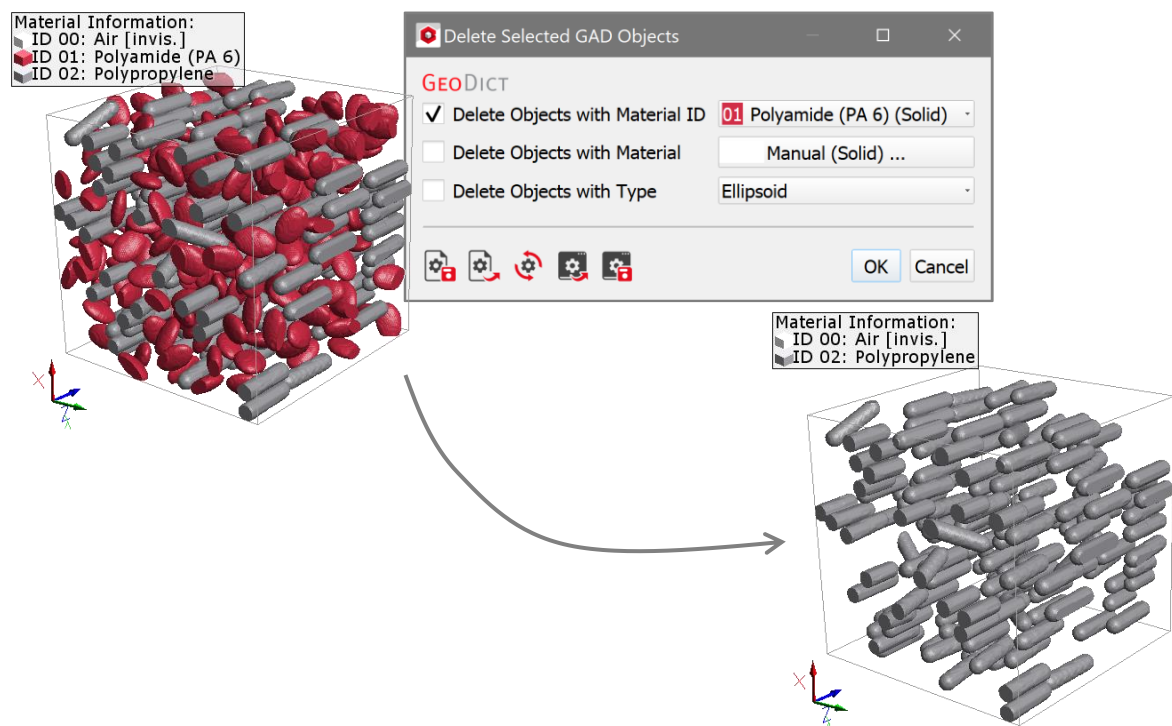 Material Information:
ID 00: Air [invis.]
ID 01: Polyamide (PA 6)
ID 02: Polypropylene
Delete Selected GAD Objects
GEODICT
Delete Objects with Material ID
01 Polyamide (PA 6) (Solid)
Delete Objects with Material
Manual (Solid) ...
Delete Objects with Type
Ellipsoid
OK
Cancel
Material Information:
ID 00: Air [invis.]
ID 02: Polypropylene
X
Z
X
Z